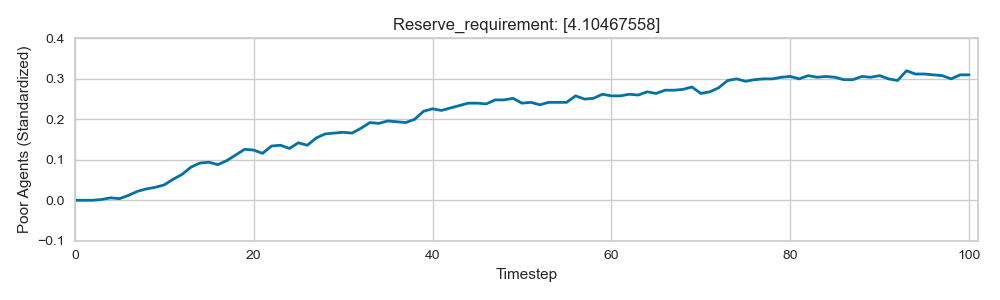 Reserve_requirement: [4.10467558]
Poor Agents (Standardized)
0.4
0.3
0.2
0.1
0.0
−0.1
0 20 40 60 80 100
Timestep